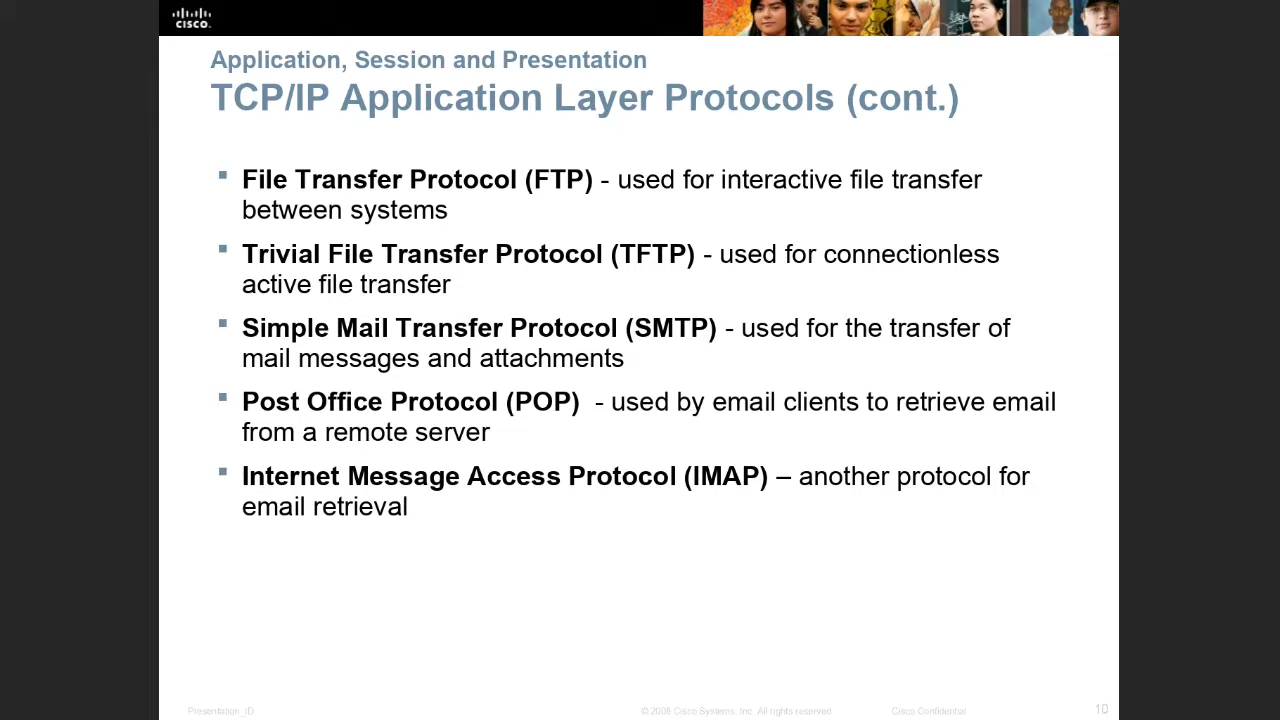 CISCO
Application, Session and Presentation
TCP/IP Application Layer Protocols (cont.)
File Transfer Protocol (FTP) - used for interactive file transfer
between systems
Trivial File Transfer Protocol (TFTP) - used for connectionless
active file transfer
Simple Mail Transfer Protocol (SMTP) - used for the transfer of
mail messages and attachments
Post Office Protocol (POP)  - used by email clients to retrieve email
from a remote server
Internet Message Access Protocol (IMAP) – another protocol for
email retrieval
Presentation_ID
© 2008 Cisco Systems, Inc. All rights reserved
Cisco Confidential
10